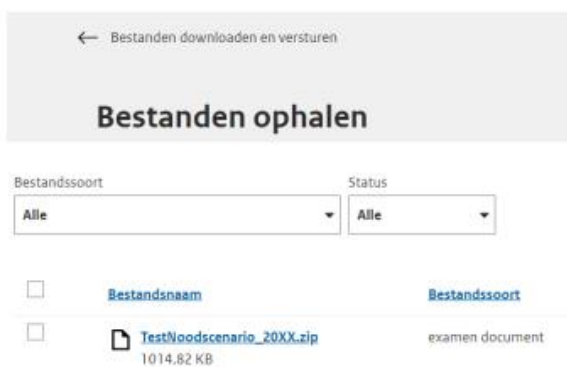 ← Bestanden downloaden en versturen
Bestanden ophalen
Bestandssoort Status
Alle Alle
Bestandsnaam Bestandssoort
TestNoodscenario_20XX.zip examen document
1014.82 KB